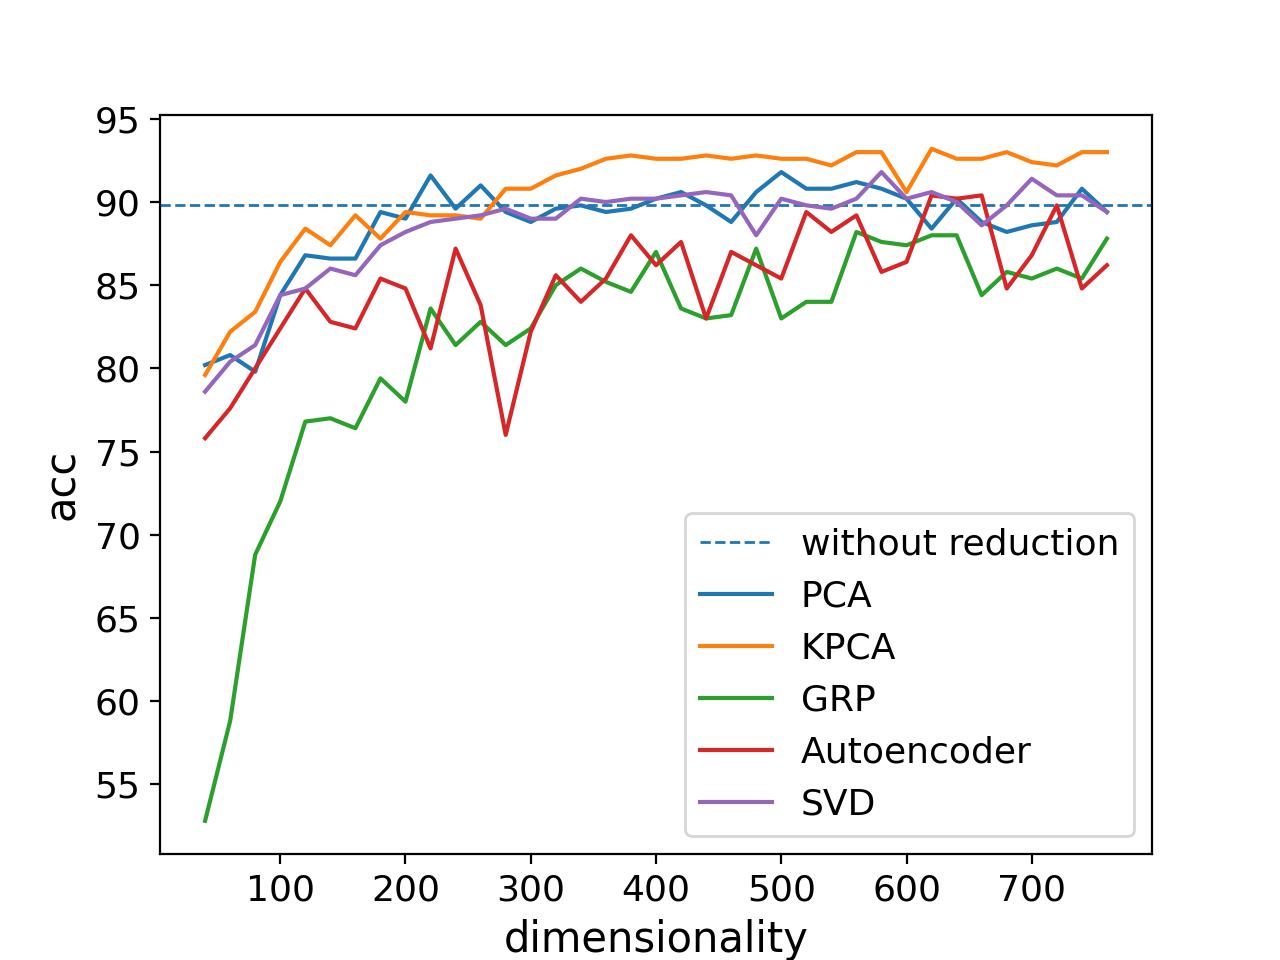 95
90
85
80
75
70
65
60
55
acc
without reduction
PCA
KPCA
GRP
Autoencoder
SVD
100 200 300 400 500 600 700
dimensionality